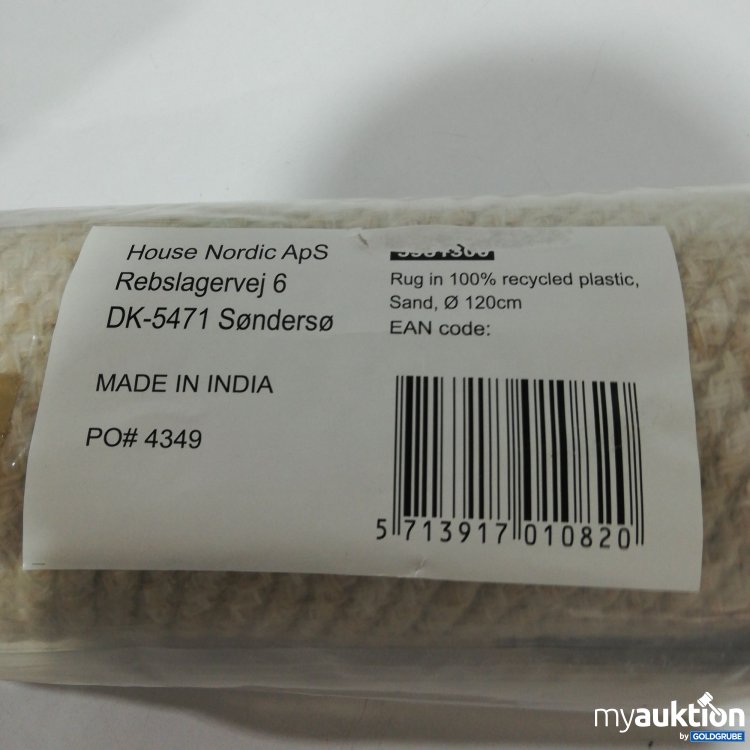 House Nordic ApS
Rebslagervej 6
DK-5471 Søndersø
MADE IN INDIA
PO# 4349
Rug in 100% recycled plastic,
Sand, Ø 120cm
EAN code:
5 713917 010820
myauktion
by GOLDGRUBE